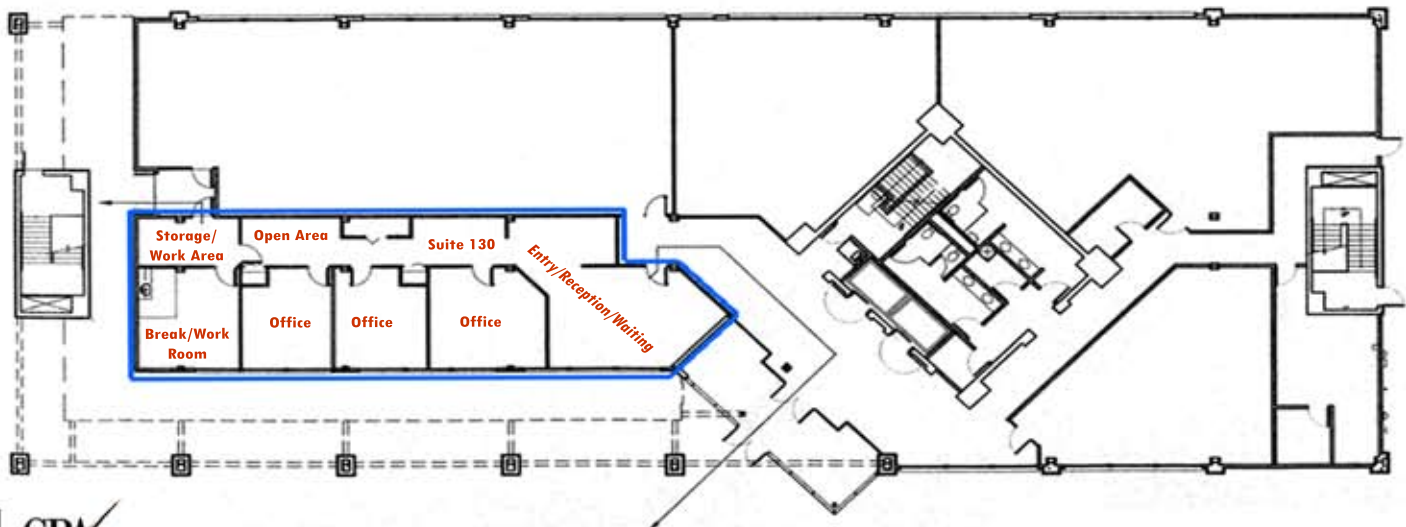 Storage/
Work Area
Open Area
Suite 130
Entry/Reception/Waiting
Break/Work
Room
Office
Office
Office